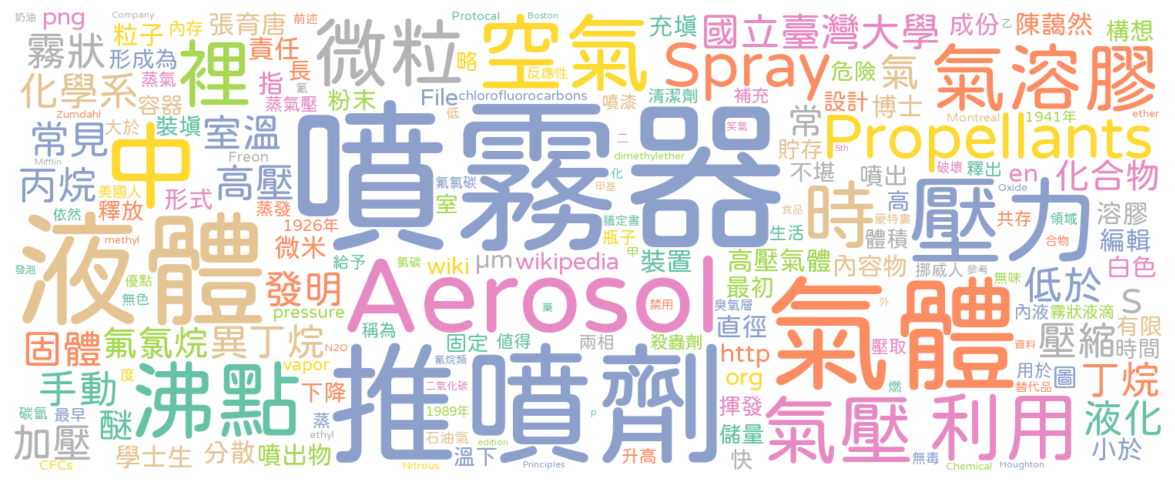 奶油 png Company 粒子 內存 張育唐 前述 微粒 空氣 Protocal Boston 充填 國立臺灣大學 成份 乙 陳藹然 構想
霧狀 形成為 裡 責任 長 略 反應性 Spray 危險 氣 氣溶膠
化學系 蒸氣 容器 指 蒸氣壓 氰 粉末 File chlorofluorocarbons 噴漆 清潔劑 補充 設計 博士
Zumdahl 大於 裝填 室溫 噴霧器 低 二 笑氣 常 Propellants Montreal 1941年 ether
常見 中 Freon dimethylether 貯存 5th 破壞 釋出
Mifflin 丙烷 美國人 高壓 氟氯碳 室 甲基 化 不堪 噴出 Oxide en 化合物
依然 釋放 形式 蒸發 食品 時 高 壓力 共存 領域 溶膠
液體 methyl 1926年 微米 議定書 瓶子 生活 蒙特婁 體積 合物 編輯
發泡 優點 無色 發明 給予 氯碳 wiki μm wikipedia 甲 裝置 高壓氣體 內容物 挪威人 參考 無味 低於 白色
pressure Aerosol 藥 禁用 最初 臭氧層 氣體 外 內液 霧狀液滴 S
固體 氟氯烷 異丁烷 稱為 固定 值得 兩相 殺蟲劑 直徑 壓取 資料 壓縮 有限 時間
N2O vapor 氟烷類 推噴劑 http 燃 用於 替代品 圖 丁烷
手動 度 沸點 下降 二氧化碳 org 揮發 氣壓 利用
碳氫 最早 醚 蒸 1989年 p 儲量 液化
加壓 ethyl 石油氣 edition 快 小於
CFCs 學士生 分散 噴出物 Nitrous 溫下 Principles 升高 無毒 Chemical Houghton